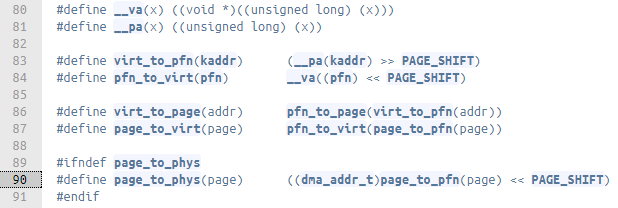 80 #define __va(x) ((void *)((unsigned long) (x)))
81 #define __pa(x) ((unsigned long) (x))
82
83 #define virt_to_pfn(kaddr) (__pa(kaddr) >> PAGE_SHIFT)
84 #define pfn_to_virt(pfn) __va((pfn) << PAGE_SHIFT)
85
86 #define virt_to_page(addr) pfn_to_page(virt_to_pfn(addr))
87 #define page_to_virt(page) pfn_to_virt(page_to_pfn(page))
88
89 #ifndef page_to_phys
90 #define page_to_phys(page) ((dma_addr_t)page_to_pfn(page) << PAGE_SHIFT)
91 #endif